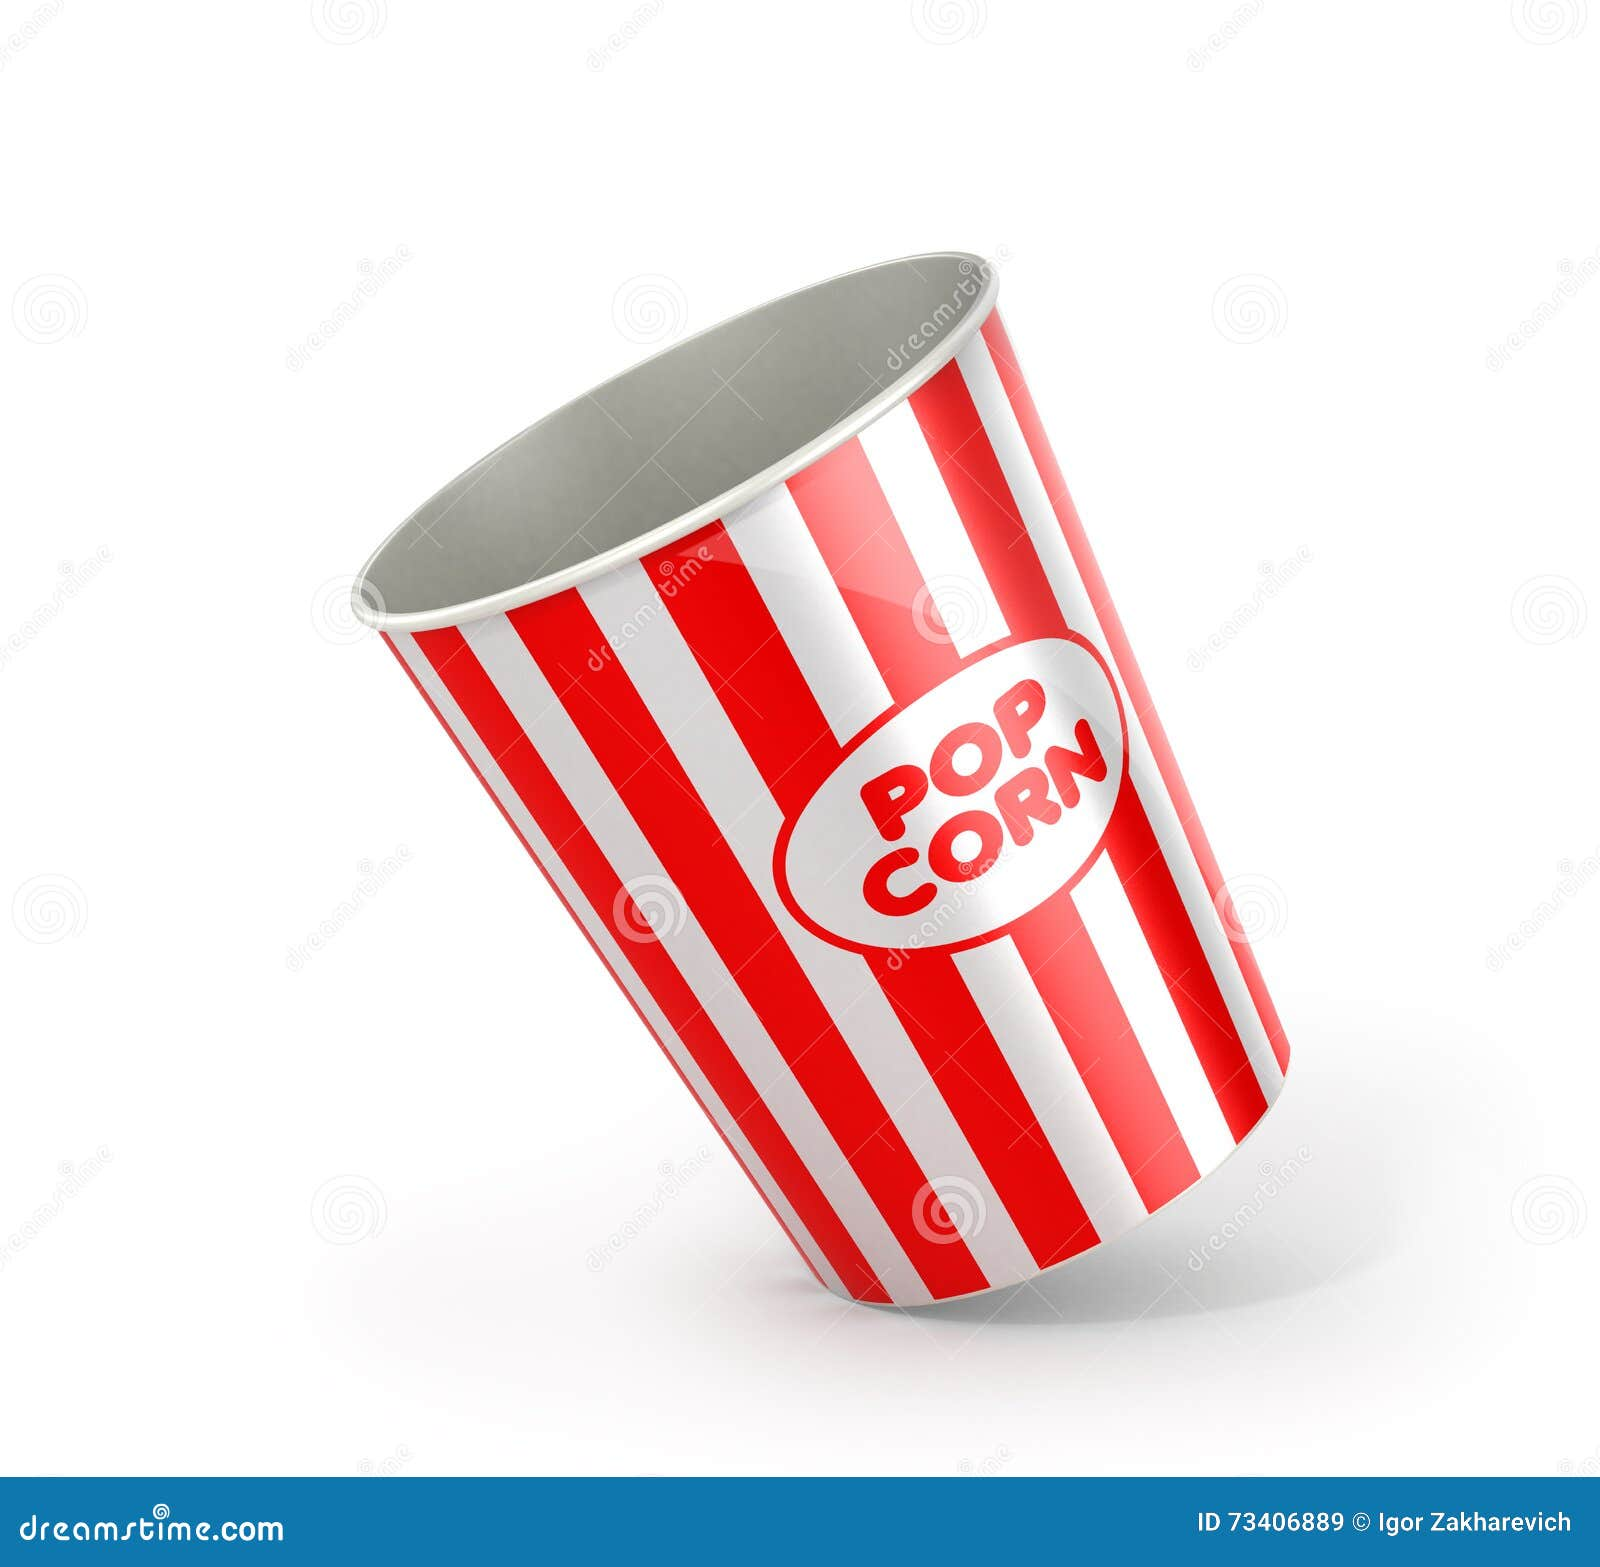 POP
CORN
dreamstime.com
ID 73406889 © Igor Zakharevich